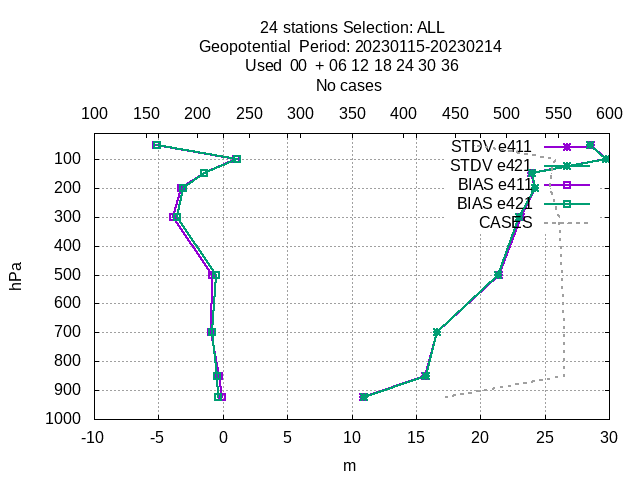 24 stations Selection: ALL
Geopotential  Period: 20230115-20230214
Used  00  + 06 12 18 24 30 36
No cases
100 150 200 250 300 350 400 450 500 550 600
STDV e411
STDV e421
BIAS e411
BIAS e421
CASES
100
200
300
400
500
600
700
800
900
1000
hPa
-10 -5 0 5 10 15 20 25 30
m